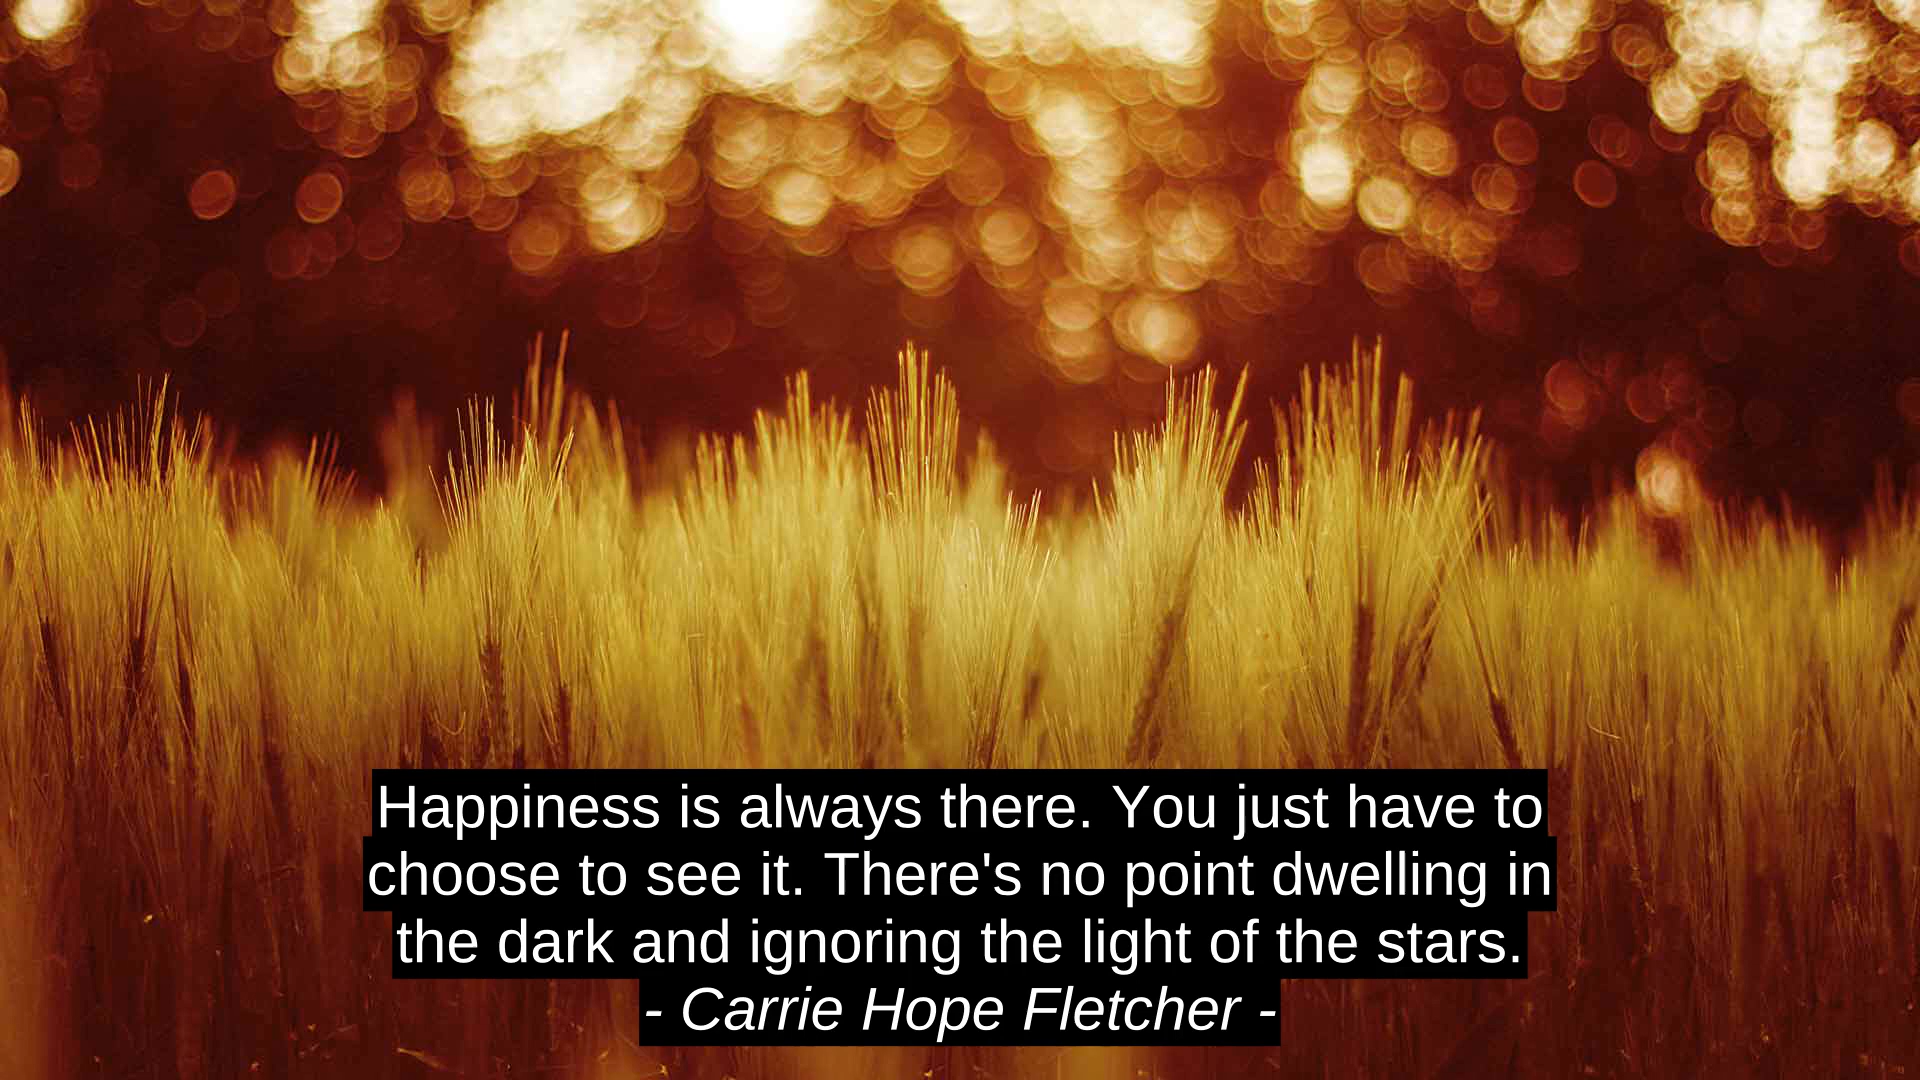 Happiness is always there. You just have to
choose to see it. There's no point dwelling in
the dark and ignoring the light of the stars.
- Carrie Hope Fletcher -